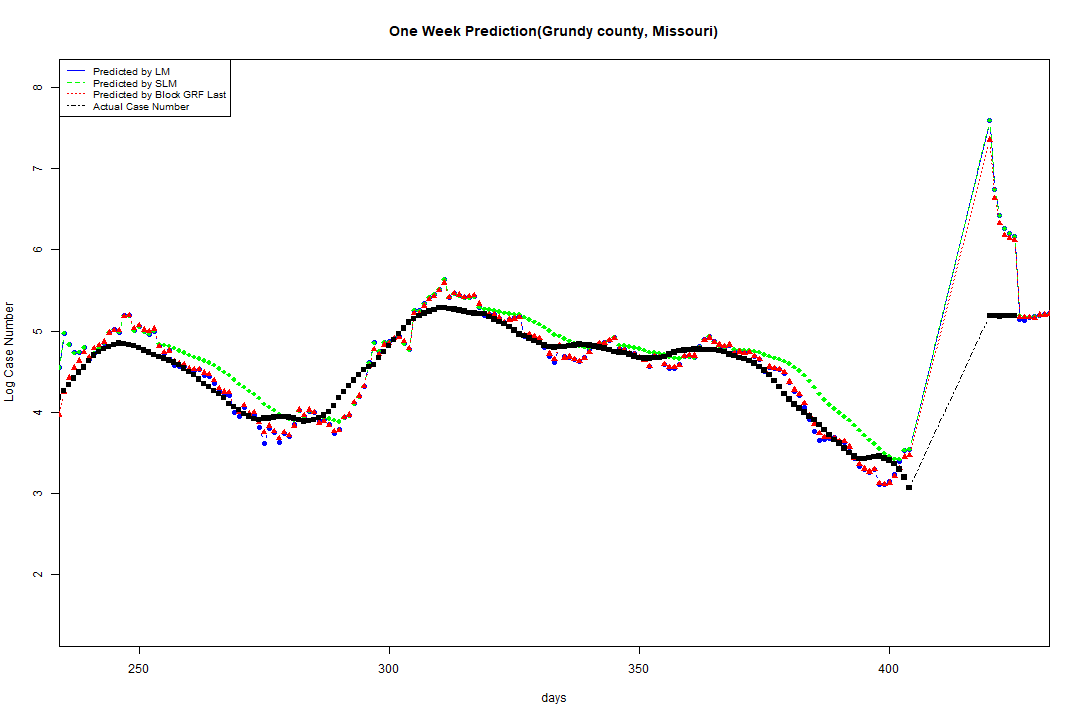 One Week Prediction(Grundy county, Missouri)
Predicted by LM
Predicted by SLM
Predicted by Block GRF Last
Actual Case Number
8
7
6
5
4
3
2
Log Case Number
250 300 350 400
days